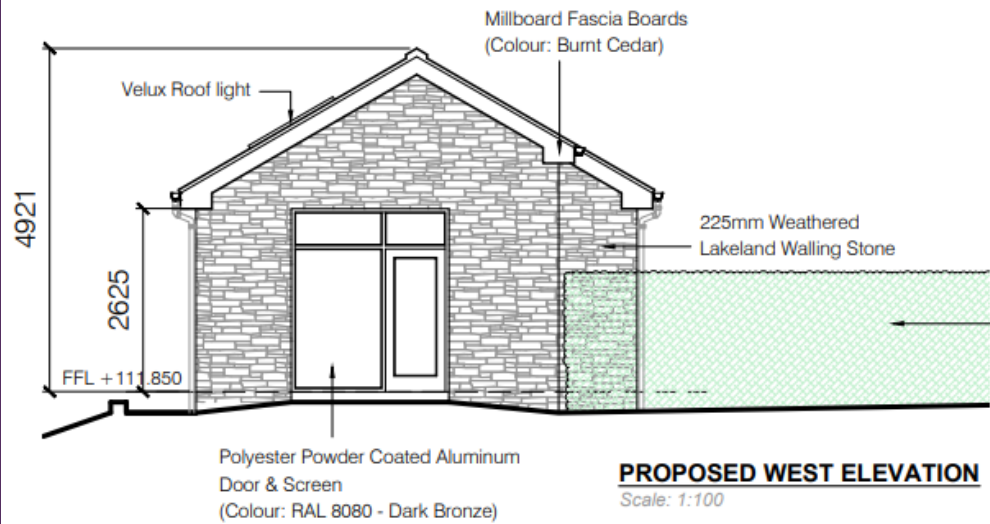 Millboard Fascia Boards
(Colour: Burnt Cedar)
Velux Roof light
4921
2625
225mm Weathered
Lakeland Walling Stone
FFL +111.850
Polyester Powder Coated Aluminum
Door & Screen
(Colour: RAL 8080 - Dark Bronze)
PROPOSED WEST ELEVATION
Scale: 1:100